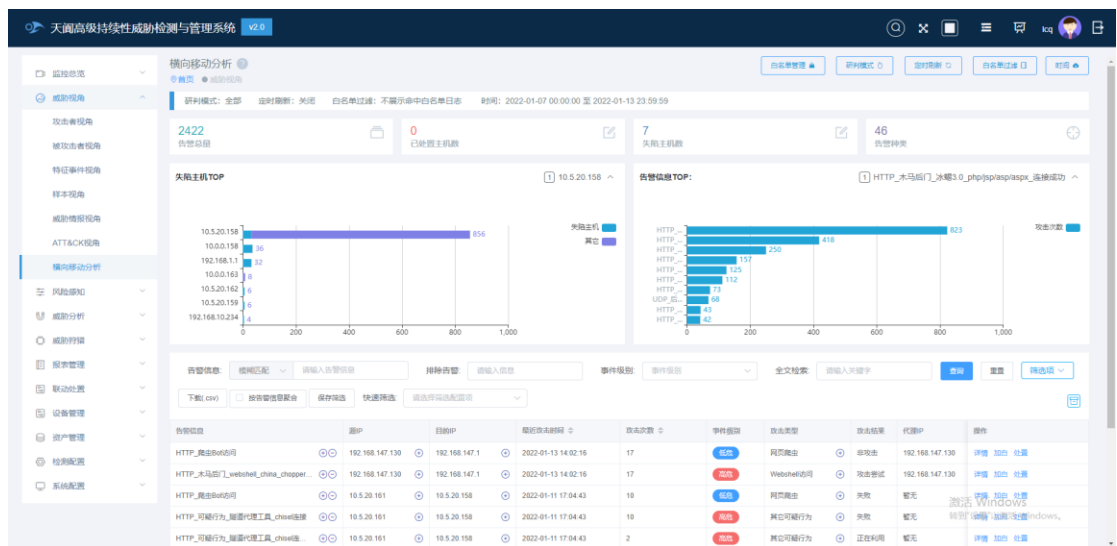 天阗高级持续性威胁检测与管理系统 v2.0 lcq
监控总览
威胁视角
攻击者视角
被攻击者视角
特征事件视角
样本视角
威胁情报视角
ATT&CK视角
横向移动分析
风险感知
威胁分析
威胁狩猎
报表管理
联动处置
设备管理
资产管理
检测配置
系统配置
横向移动分析
首页 威胁视角
白名单管理 研判模式 定时刷新 白名单过滤 时间
研判模式: 全部 定时刷新: 关闭 白名单过滤: 不展示命中白名单日志 时间: 2022-01-07 00:00:00 至 2022-01-13 23:59:59
2422
告警总量
0
已处置主机数
7
失陷主机数
46
告警种类
失陷主机TOP 1 10.5.20.158
失陷主机
其它
10.5.20.158 856
10.0.0.158 36
192.168.1.1 32
10.0.0.163 8
10.5.20.162 6
10.5.20.159 6
192.168.10.234 4
0 200 400 600 800 1,000
告警信息TOP: 1 HTTP_木马后门_冰蝎3.0_php/jsp/asp/aspx_连接成功
攻击次数
HTTP_... 823
HTTP_... 418
HTTP_... 250
HTTP_... 157
HTTP_... 125
HTTP_... 112
HTTP_... 73
UDP_后... 68
HTTP_... 43
HTTP_... 42
0 200 400 600 800 1,000
告警信息: 模糊匹配 请输入告警信息 排除告警: 请输入信息 事件级别: 事件级别 全文检索: 请输入关键字 查询 重置 筛选项
下载(.csv) 按告警信息聚合 保存筛选 快速筛选: 请选择筛选配置项
告警信息 源IP 目的IP 最近攻击时间 攻击次数 事件级别 攻击类型 攻击结果 代理IP 操作
HTTP_爬虫Bot访问 192.168.147.130 192.168.147.1 2022-01-13 14:02:16 17 低危 网页爬虫 非攻击 192.168.147.130 详情 加白 处置
HTTP_木马后门_webshell_china_chopper... 192.168.147.130 192.168.147.1 2022-01-13 14:02:16 17 高危 Webshell访问 攻击尝试 192.168.147.130 详情 加白 处置
HTTP_爬虫Bot访问 10.5.20.161 10.5.20.158 2022-01-11 17:04:43 10 低危 网页爬虫 失败 暂无 详情 加白 处置
HTTP_可疑行为_隧道代理工具_chisel连接 10.5.20.161 10.5.20.158 2022-01-11 17:04:43 10 高危 其它可疑行为 失败 暂无 详情 加白 处置
HTTP_可疑行为_隧道代理工具_chisel连... 10.5.20.161 10.5.20.158 2022-01-11 17:04:43 2 高危 其它可疑行为 正在利用 暂无 详情 加白 处置
激活 Windows